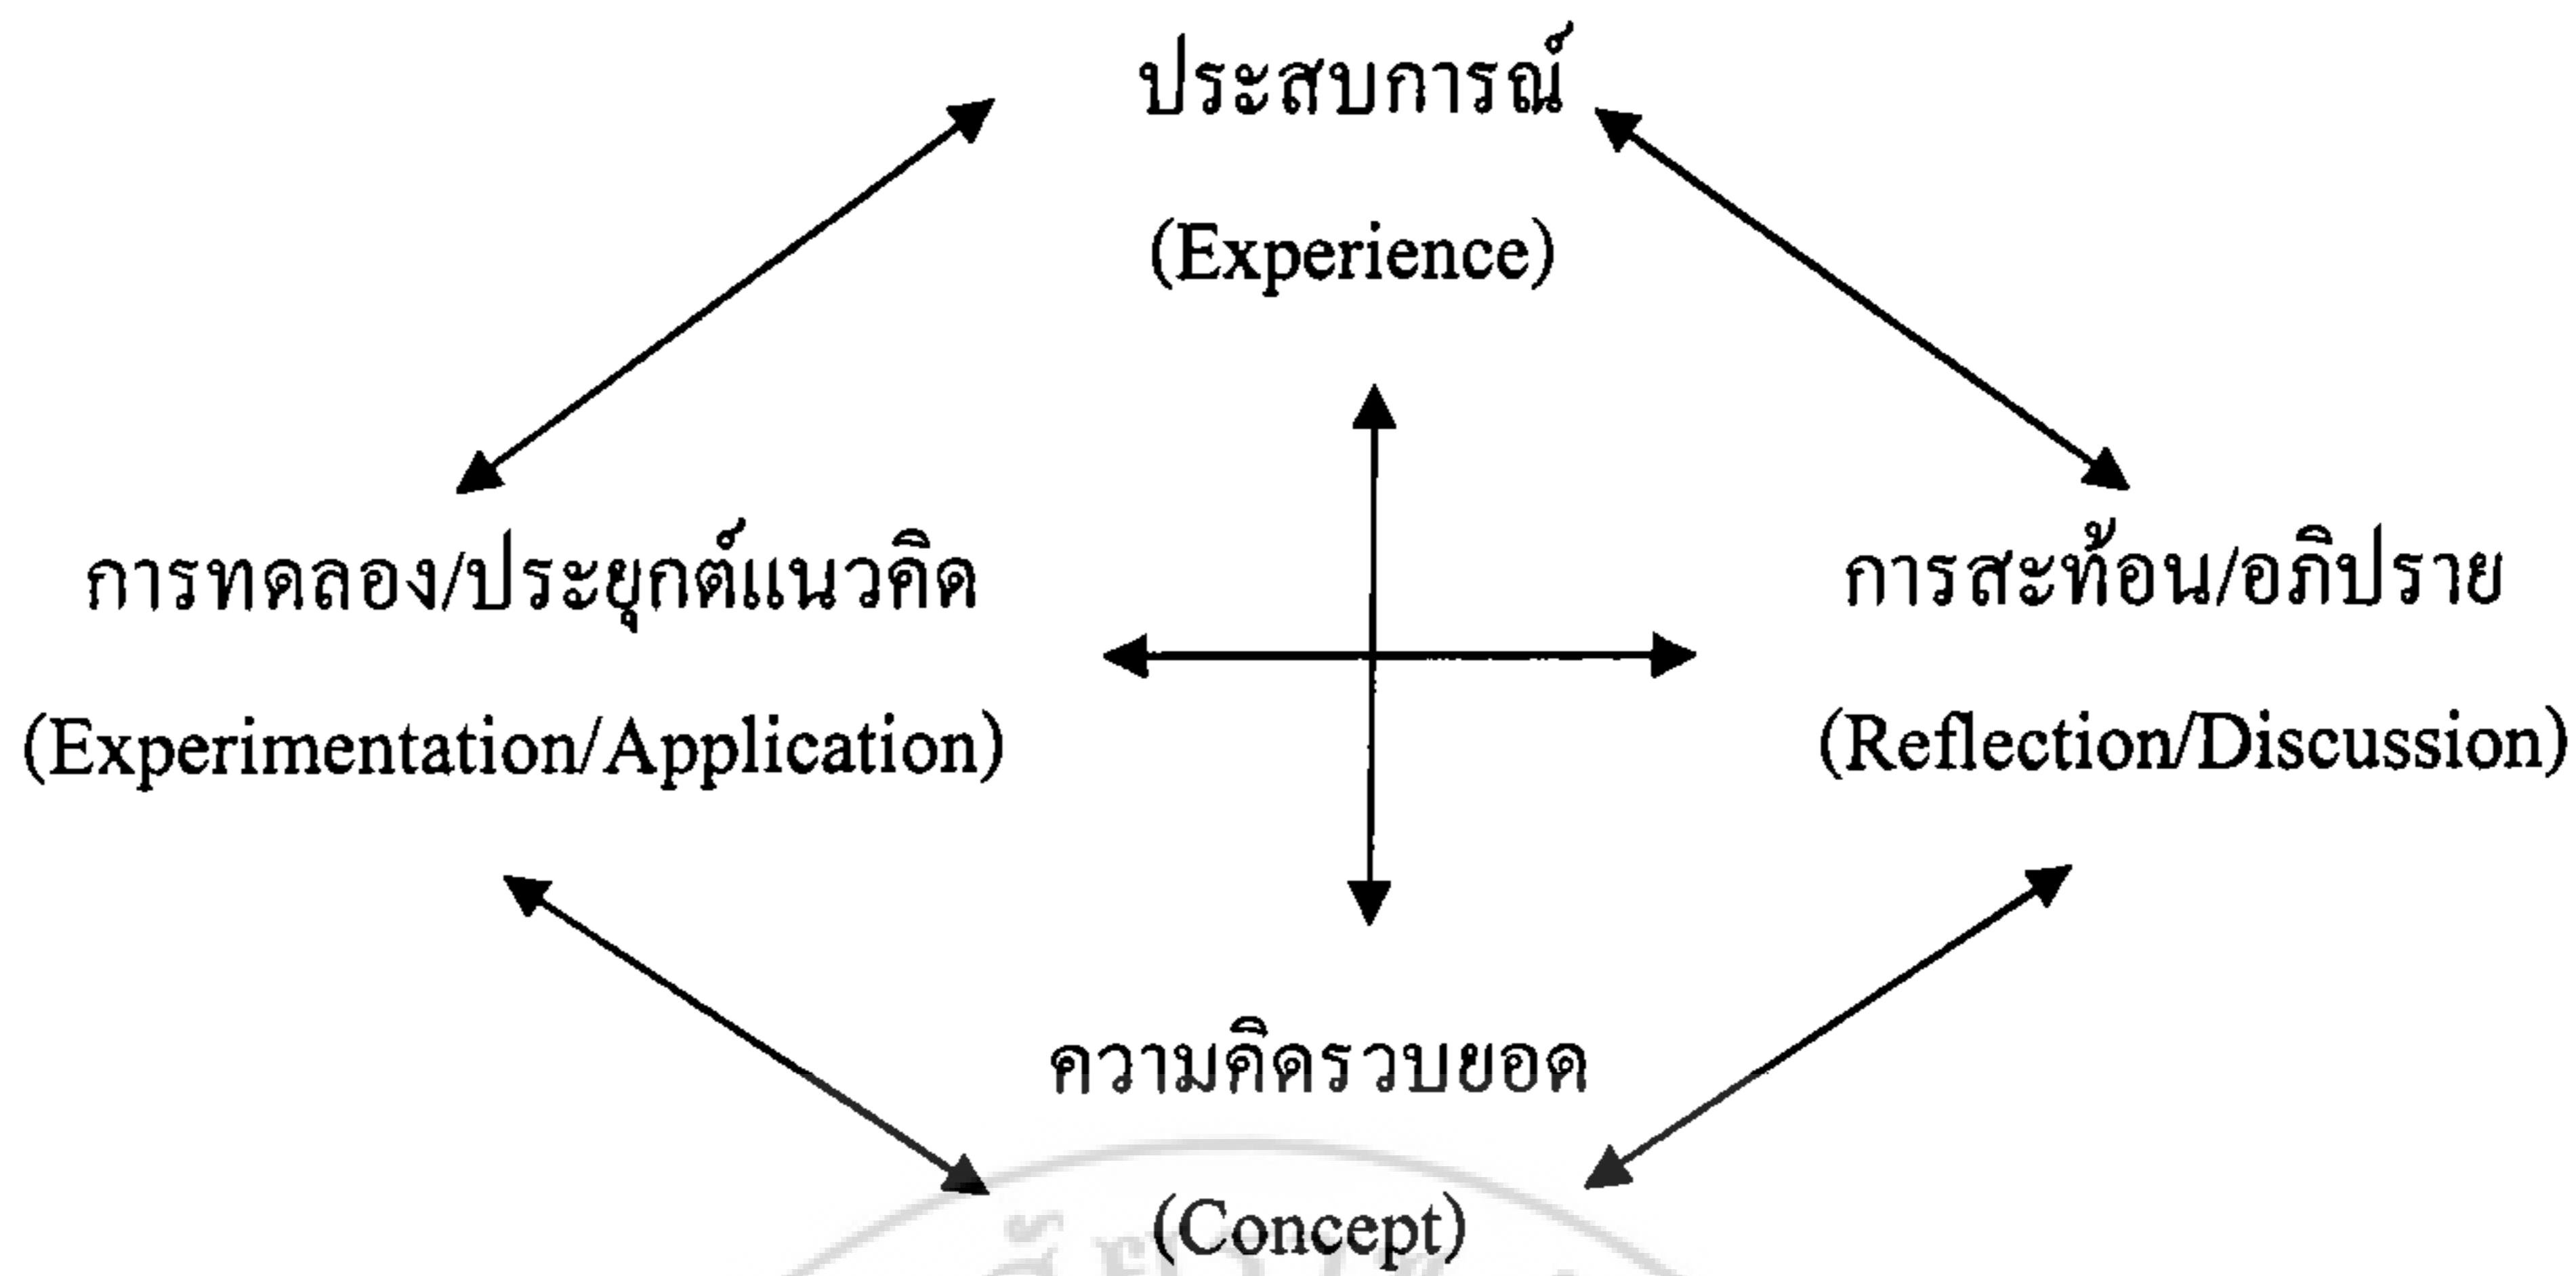 ประสบการณ์
(Experience)
การทดลอง/ประยุกต์แนวคิด
การสะท้อน/อภิปราย
(Experimentation/Application)
(Reflection/Discussion)
ความคิดรวบยอด
(Concept)